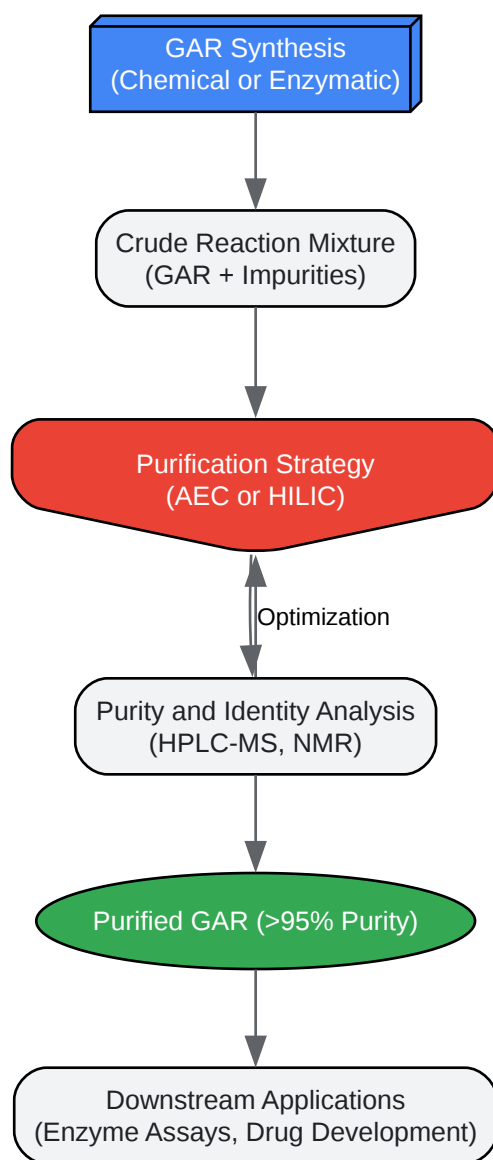 GAR Synthesis
(Chemical or Enzymatic)
Crude Reaction Mixture
(GAR + Impurities)
Purification Strategy
(AEC or HILIC)
Optimization
Purity and Identity Analysis
(HPLC-MS, NMR)
Purified GAR (>95% Purity)
Downstream Applications
(Enzyme Assays, Drug Development)